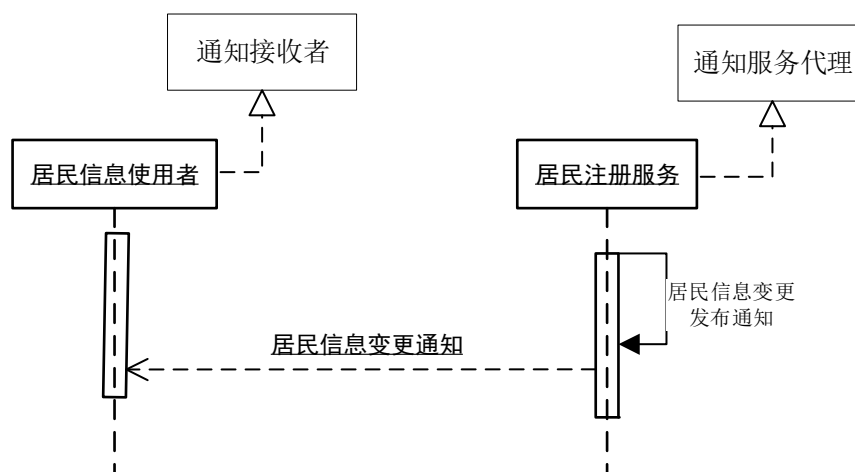 通知接收者
通知服务代理
居民信息使用者
居民注册服务
居民信息变更
发布通知
居民信息变更通知